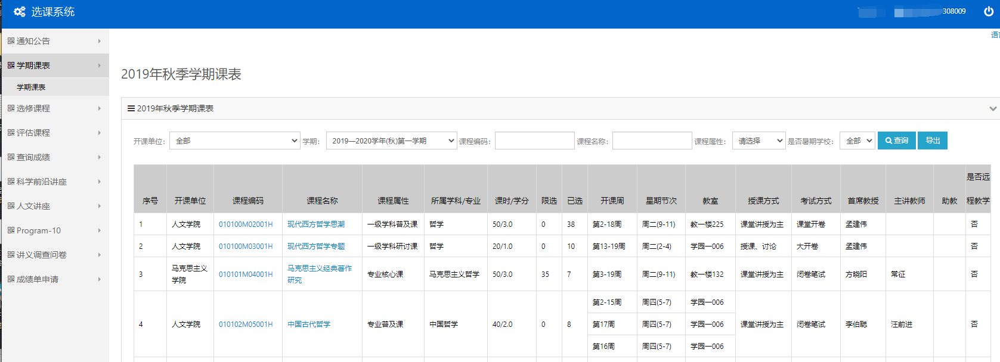 选课系统
308009
通知公告
语言
学期课表
学期课表
选修课程
评估课程
查询成绩
科学前沿讲座
人文讲座
Program-10
讲义调查问卷
成绩单申请
2019年秋季学期课表
2019年秋季学期课表
开课单位: 全部 学期: 2019—2020学年(秋)第一学期 课程编码: 课程名称: 课程属性: 请选择 是否暑期学校: 全部 查询 导出
序号 开课单位 课程编码 课程名称 课程属性 所属学科/专业 课时/学分 限选 已选 开课周 星期节次 教室 授课方式 考试方式 首席教授 主讲教师 助教 是否远程教学
1 人文学院 010100M02001H 现代西方哲学思潮 一级学科普及课 哲学 50/3.0 0 38 第2-18周 周二(9-11) 教一楼225 课堂讲授为主 课堂开卷 孟建伟 否
2 人文学院 010100M03001H 现代西方哲学专题 一级学科研讨课 哲学 20/1.0 0 10 第13-19周 周二(2-4) 学园一006 授课、讨论 大开卷 孟建伟 否
3 马克思主义学院 010101M04001H 马克思主义经典著作研究 专业核心课 马克思主义哲学 50/3.0 35 7 第3-19周 周二(9-11) 教一楼132 课堂讲授为主 闭卷笔试 方晓阳 常征 否
4 人文学院 010102M05001H 中国古代哲学 专业普及课 中国哲学 40/2.0 0 8 第2-15周 周四(5-7) 学园一006 课堂讲授为主 闭卷笔试 李伯聪 汪前进 否
第17周 周四(5-7) 学园一006
第16周 周四(5-7) 学园一006